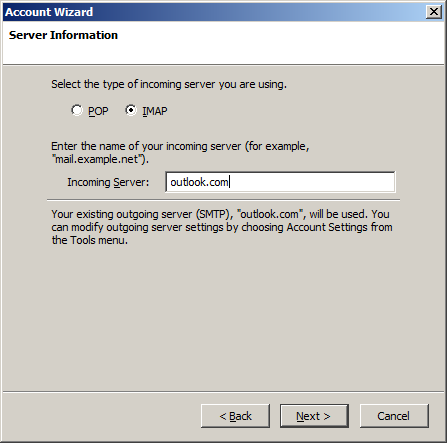 Account Wizard
Server Information
Select the type of incoming server you are using.
POP IMAP
Enter the name of your incoming server (for example,
"mail.example.net").
Incoming Server: outlook.com
Your existing outgoing server (SMTP), "outlook.com", will be used. You
can modify outgoing server settings by choosing Account Settings from
the Tools menu.
< Back Next > Cancel